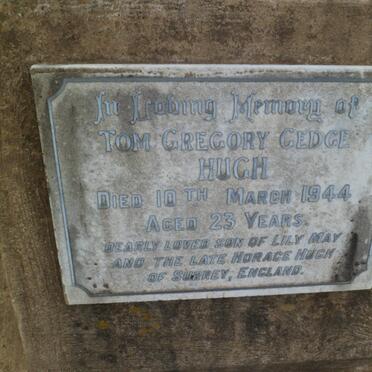 In Loving Memory of
TOM GREGORY GEDGE
HUGH
DIED 10TH MARCH 1944
AGED 23 YEARS.
DEARLY LOVED SON OF LILY MAY
AND THE LATE HORACE HUGH
OF SURREY, ENGLAND.